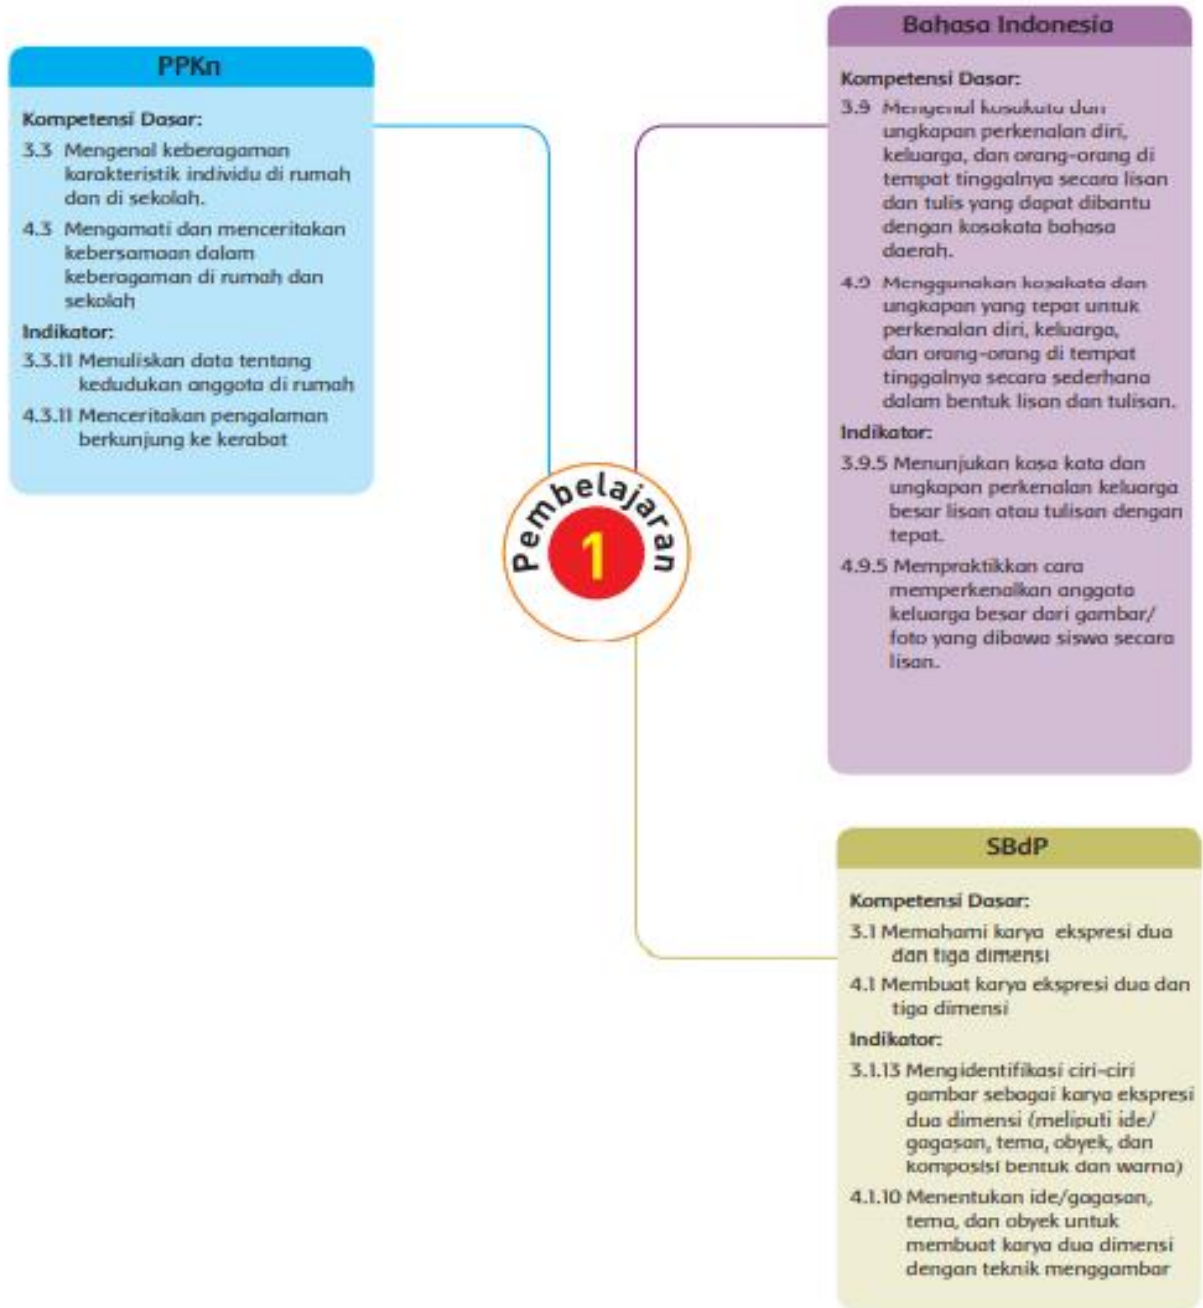 PPKn
Kompetensi Dasar:
3.3 Mengenal keberagaman
karakteristik individu di rumah
dan di sekolah.
4.3 Mengamati dan menceritakan
kebersamaan dalam
keberagaman di rumah dan
sekolah
Indikator:
3.3.11 Menuliskan data tentang
kedudukan anggota di rumah
4.3.11 Menceritakan pengalaman
berkunjung ke kerabat
Bahasa Indonesia
Kompetensi Dasar:
3.9 Mengenal kosakata dan
ungkapan perkenalan diri,
keluarga, dan orang-orang di
tempat tinggalnya secara lisan
dan tulis yang dapat dibantu
dengan kosakata bahasa
daerah.
4.9 Menggunakan kosakata dan
ungkapan yang tepat untuk
perkenalan diri, keluarga,
dan orang-orang di tempat
tinggalnya secara sederhana
dalam bentuk lisan dan tulisan.
Indikator:
3.9.5 Menunjukan kosa kata dan
ungkapan perkenalan keluarga
besar lisan atau tulisan dengan
tepat.
4.9.5 Mempraktikkan cara
memperkenalkan anggota
keluarga besar dari gambar/
foto yang dibawa siswa secara
lisan.
Pembelajaran
1
SBdP
Kompetensi Dasar:
3.1 Memahami karya ekspresi dua
dan tiga dimensi
4.1 Membuat karya ekspresi dua dan
tiga dimensi
Indikator:
3.1.13 Mengidentifikasi ciri-ciri
gambar sebagai karya ekspresi
dua dimensi (meliputi ide/
gagasan, tema, obyek, dan
komposisi bentuk dan warna)
4.1.10 Menentukan ide/gagasan,
tema, dan obyek untuk
membuat karya dua dimensi
dengan teknik menggambar